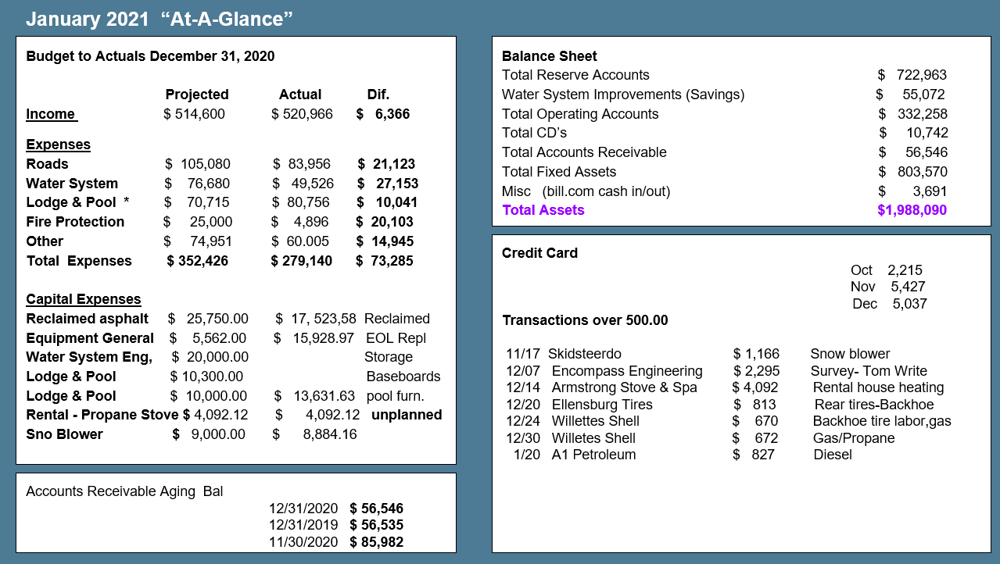 January 2021 “At-A-Glance”
Budget to Actuals December 31, 2020
Projected Actual Dif.
Income $ 514,600 $ 520,966 $ 6,366
Expenses
Roads $ 105,080 $ 83,956 $ 21,123
Water System $ 76,680 $ 49,526 $ 27,153
Lodge & Pool * $ 70,715 $ 80,756 $ 10,041
Fire Protection $ 25,000 $ 4,896 $ 20,103
Other $ 74,951 $ 60.005 $ 14,945
Total Expenses $ 352,426 $ 279,140 $ 73,285
Capital Expenses
Reclaimed asphalt $ 25,750.00 $ 17, 523,58 Reclaimed
Equipment General $ 5,562.00 $ 15,928.97 EOL Repl
Water System Eng, $ 20,000.00 Storage
Lodge & Pool $ 10,300.00 Baseboards
Lodge & Pool $ 10,000.00 $ 13,631.63 pool furn.
Rental - Propane Stove $ 4,092.12 $ 4,092.12 unplanned
Sno Blower $ 9,000.00 $ 8,884.16
Accounts Receivable Aging Bal
12/31/2020 $ 56,546
12/31/2019 $ 56,535
11/30/2020 $ 85,982
Balance Sheet
Total Reserve Accounts $ 722,963
Water System Improvements (Savings) $ 55,072
Total Operating Accounts $ 332,258
Total CD’s $ 10,742
Total Accounts Receivable $ 56,546
Total Fixed Assets $ 803,570
Misc (bill.com cash in/out) $ 3,691
Total Assets $1,988,090
Credit Card
Oct 2,215
Nov 5,427
Dec 5,037
Transactions over 500.00
11/17 Skidsteerdo $ 1,166 Snow blower
12/07 Encompass Engineering $ 2,295 Survey- Tom Write
12/14 Armstrong Stove & Spa $ 4,092 Rental house heating
12/20 Ellensburg Tires $ 813 Rear tires-Backhoe
12/24 Willettes Shell $ 670 Backhoe tire labor,gas
12/30 Willetes Shell $ 672 Gas/Propane
1/20 A1 Petroleum $ 827 Diesel